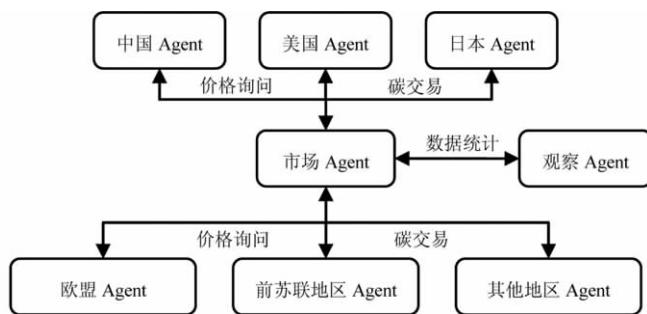 中国 Agent
美国 Agent
日本 Agent
价格询问
碳交易
市场 Agent
数据统计
观察 Agent
价格询问
碳交易
欧盟 Agent
前苏联地区 Agent
其他地区 Agent